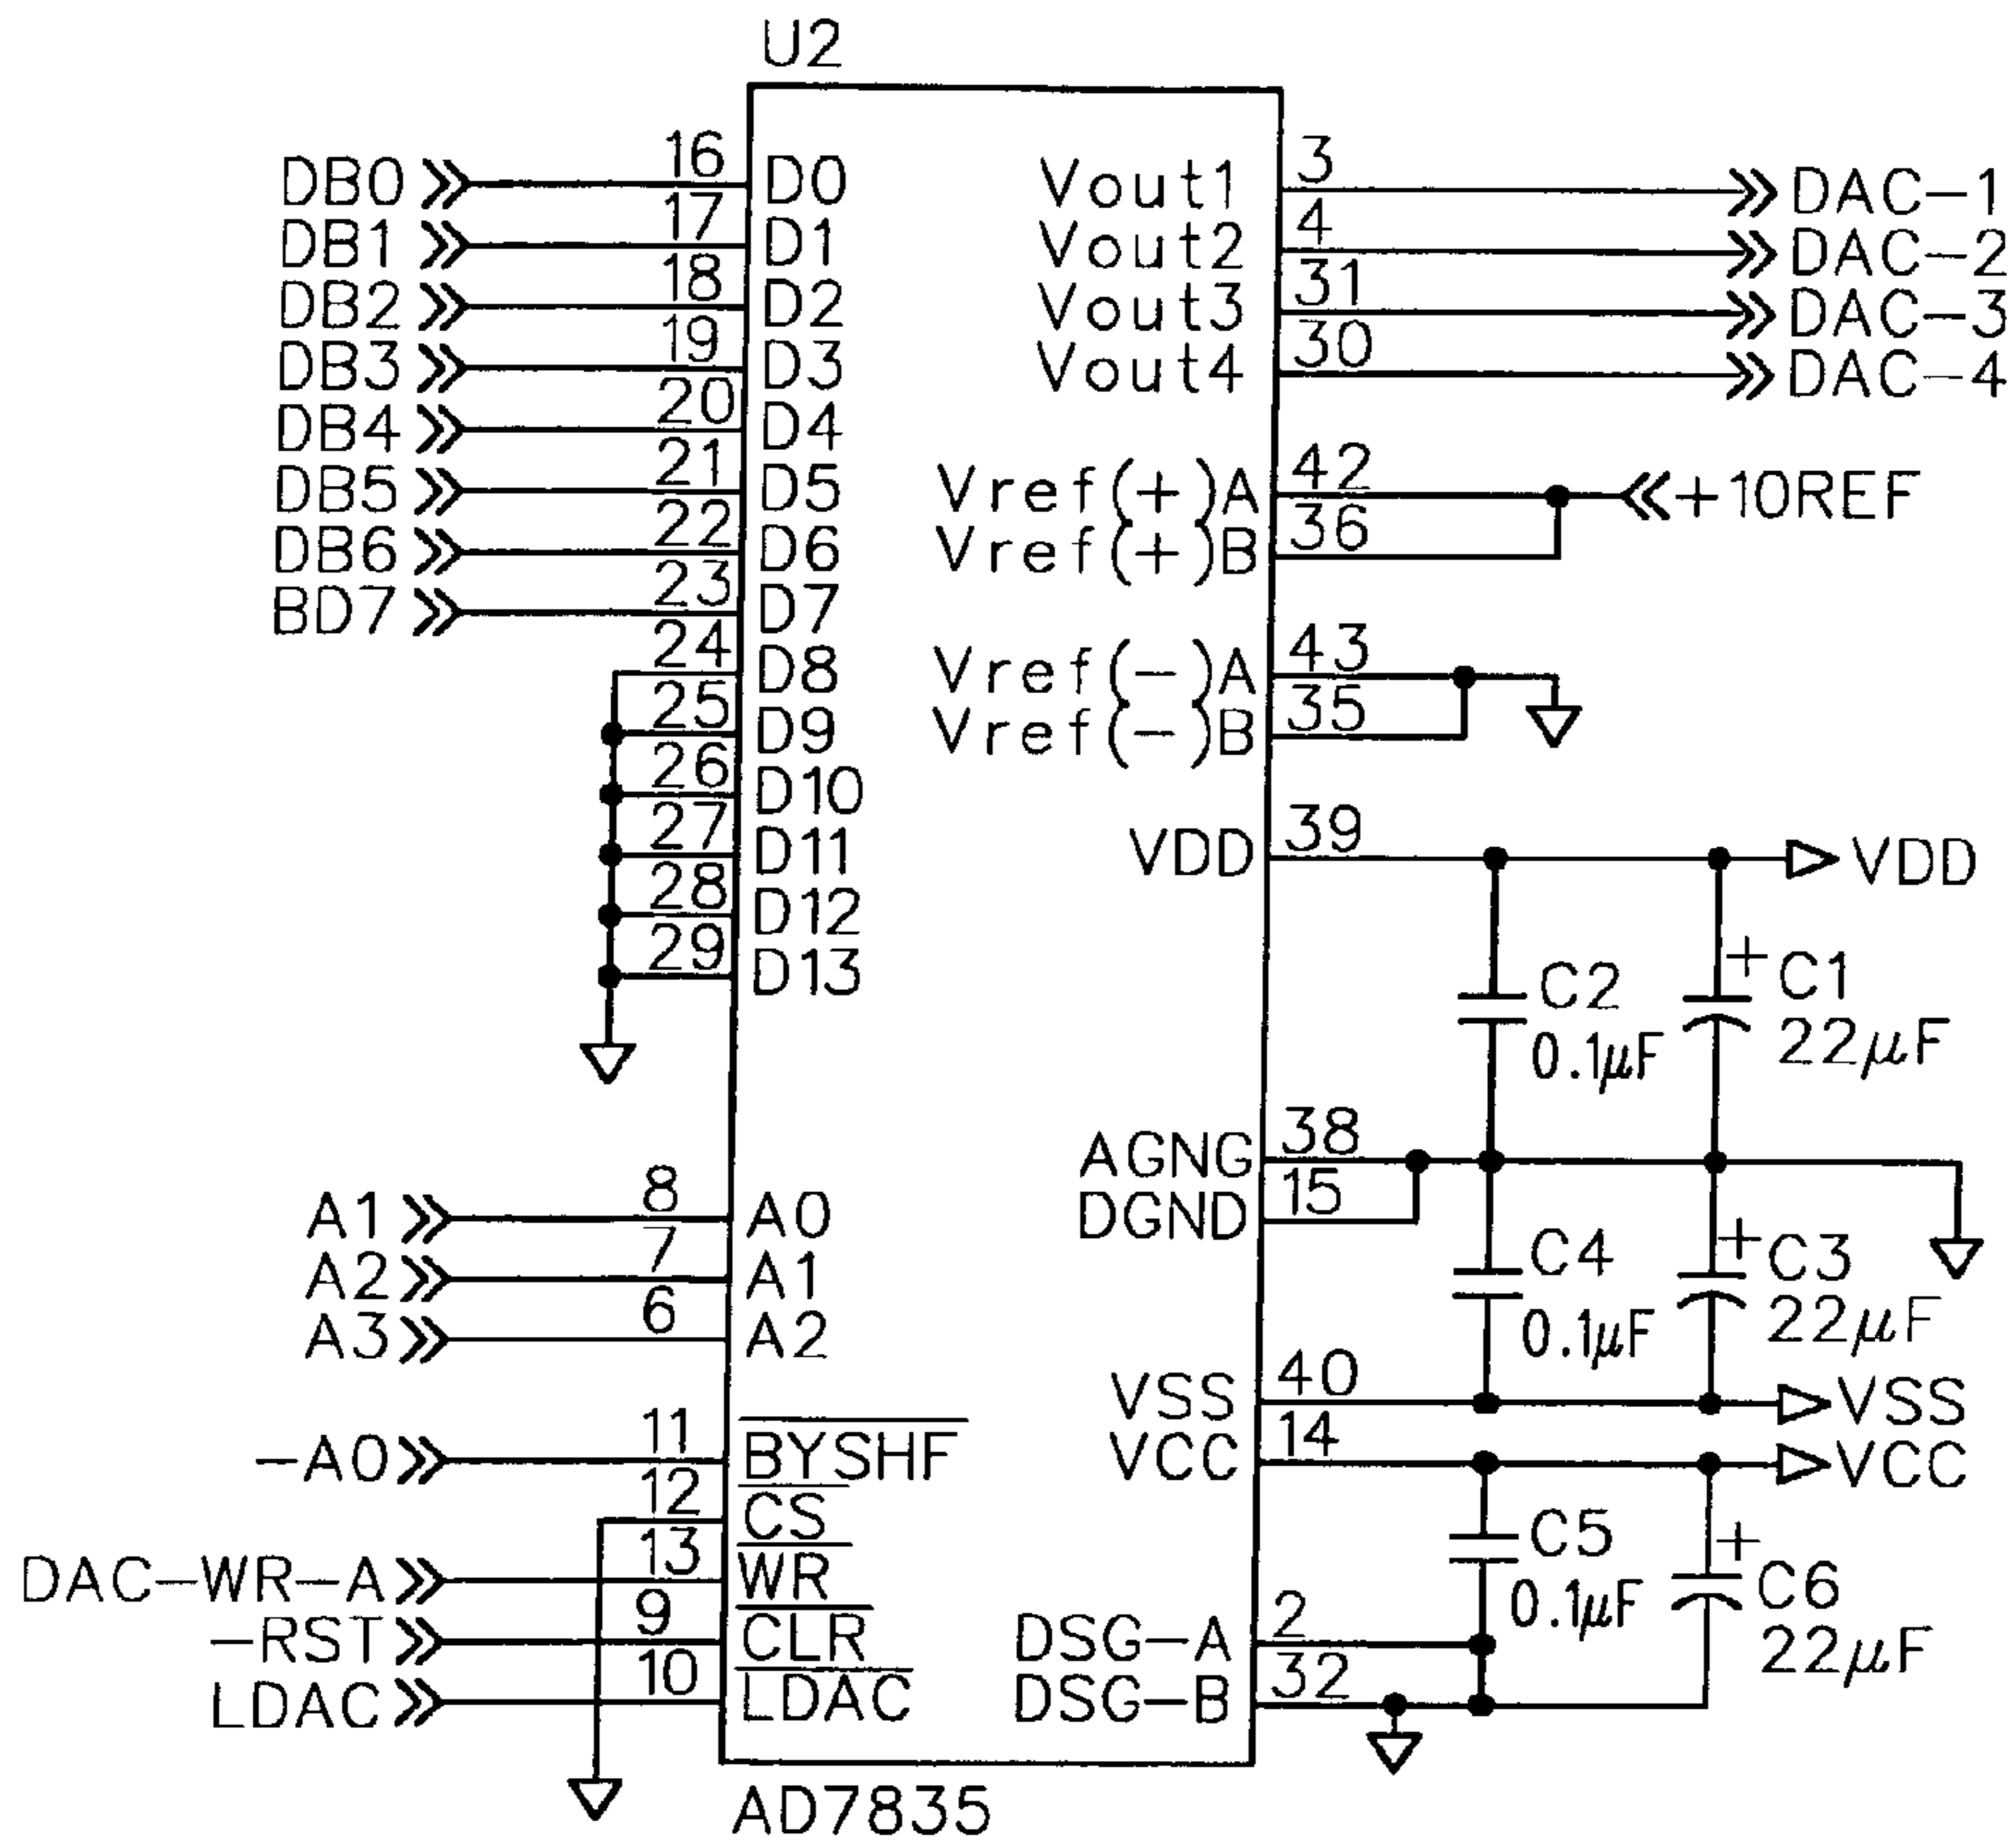 U2
DB0 16 D0 Vout1 3 DAC-1
DB1 17 D1 Vout2 4 DAC-2
DB2 18 D2 Vout3 31 DAC-3
DB3 19 D3 Vout4 30 DAC-4
DB4 20 D4
DB5 21 D5 Vref(+)A 42 +10REF
DB6 22 D6 Vref(+)B 36
BD7 23 D7
24 D8 Vref(-)A 43
25 D9 Vref(-)B 35
26 D10
27 D11 VDD 39 VDD
28 D12
29 D13
C2 + C1
0.1μF 22μF
AGNG 38
A1 8 A0 DGND 15
A2 7 A1 C4 + C3
A3 6 A2 0.1μF 22μF
VSS 40 VSS
-A0 11 BYSHF VCC 14 VCC
12 CS C5 +
DAC-WR-A 13 WR 0.1μF C6
-RST 9 CLR DSG-A 2 22μF
LDAC 10 LDAC DSG-B 32
AD7835